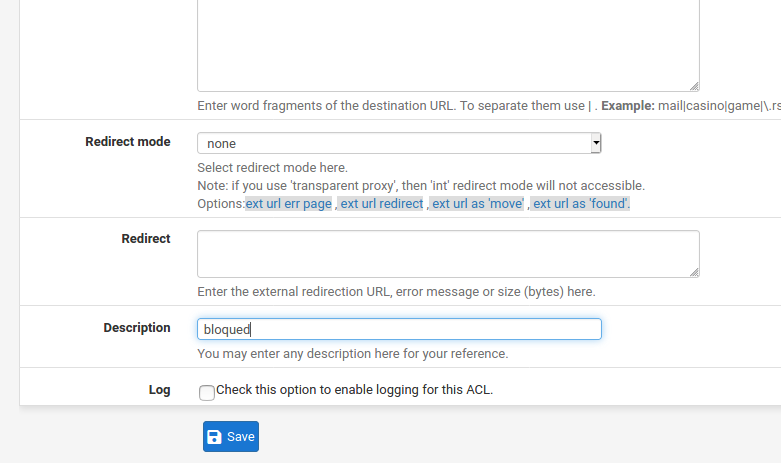 Enter word fragments of the destination URL. To separate them use | . Example: mail|casino|game|\.rs
Redirect mode
none
Select redirect mode here.
Note: if you use 'transparent proxy', then 'int' redirect mode will not accessible.
Options:ext url err page , ext url redirect , ext url as 'move' , ext url as 'found'.
Redirect
Enter the external redirection URL, error message or size (bytes) here.
Description
bloqued
You may enter any description here for your reference.
Log
Check this option to enable logging for this ACL.
Save